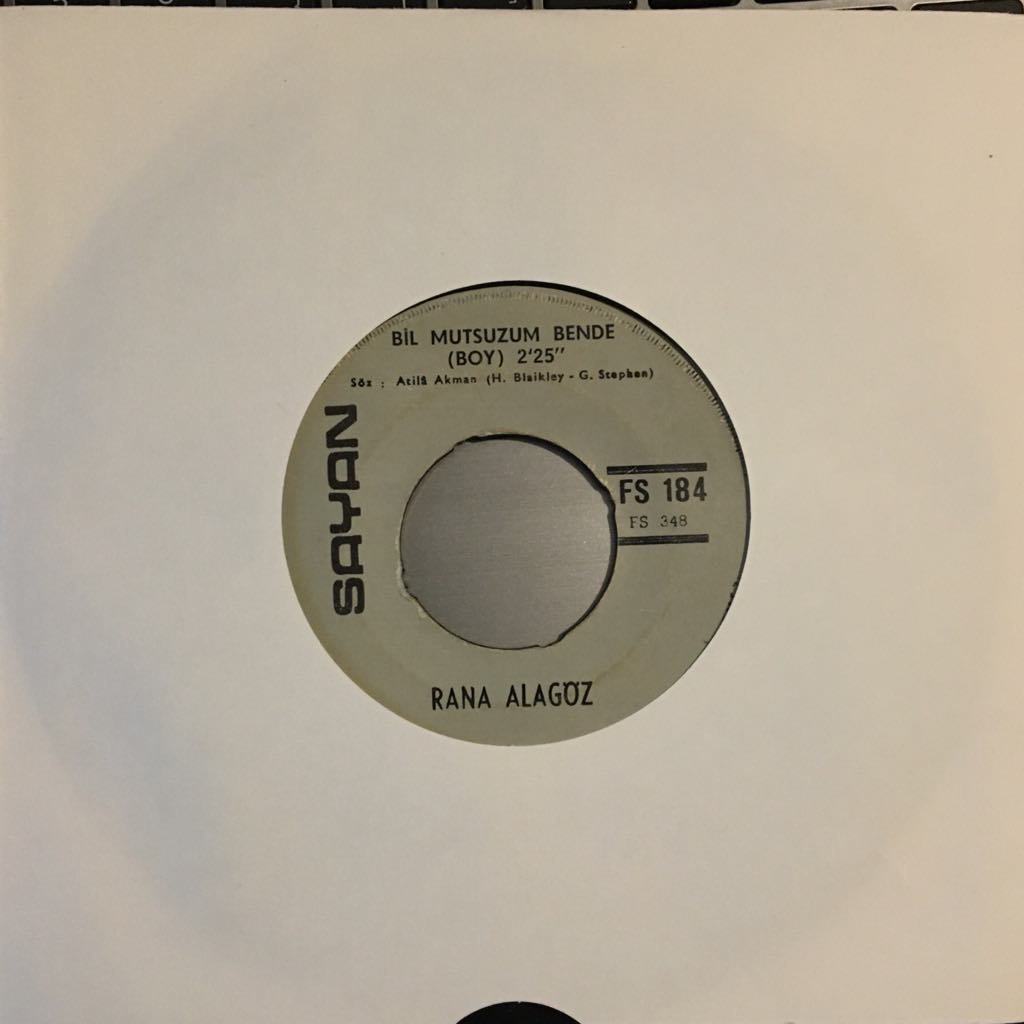 BİL MUTSUZUM BENDE
(BOY) 2'25"
Söz : Atilâ Akman (H. Blaikley - G. Stephen)
SAYAN
FS 184
FS 348
RANA ALAGÖZ